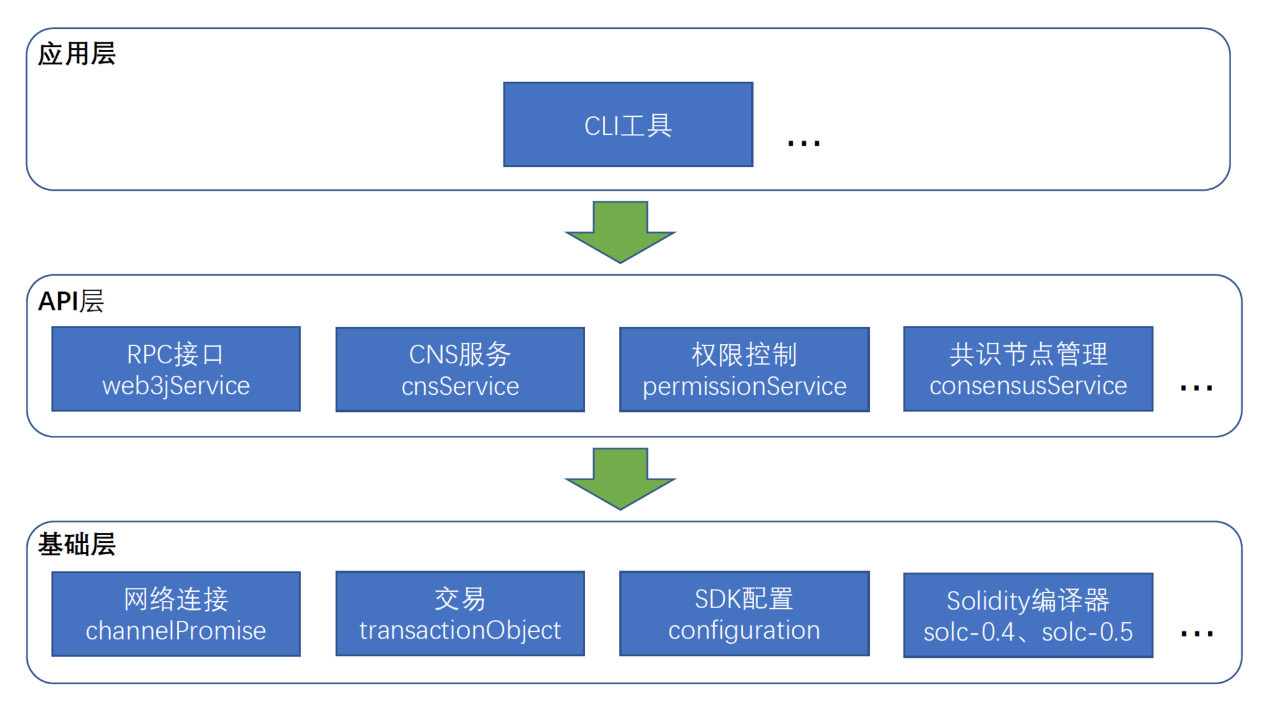 应用层
CLI工具
...
API层
RPC接口
web3jService
CNS服务
cnsService
权限控制
permissionService
共识节点管理
consensusService
...
基础层
网络连接
channelPromise
交易
transactionObject
SDK配置
configuration
Solidity编译器
solc-0.4、solc-0.5
...